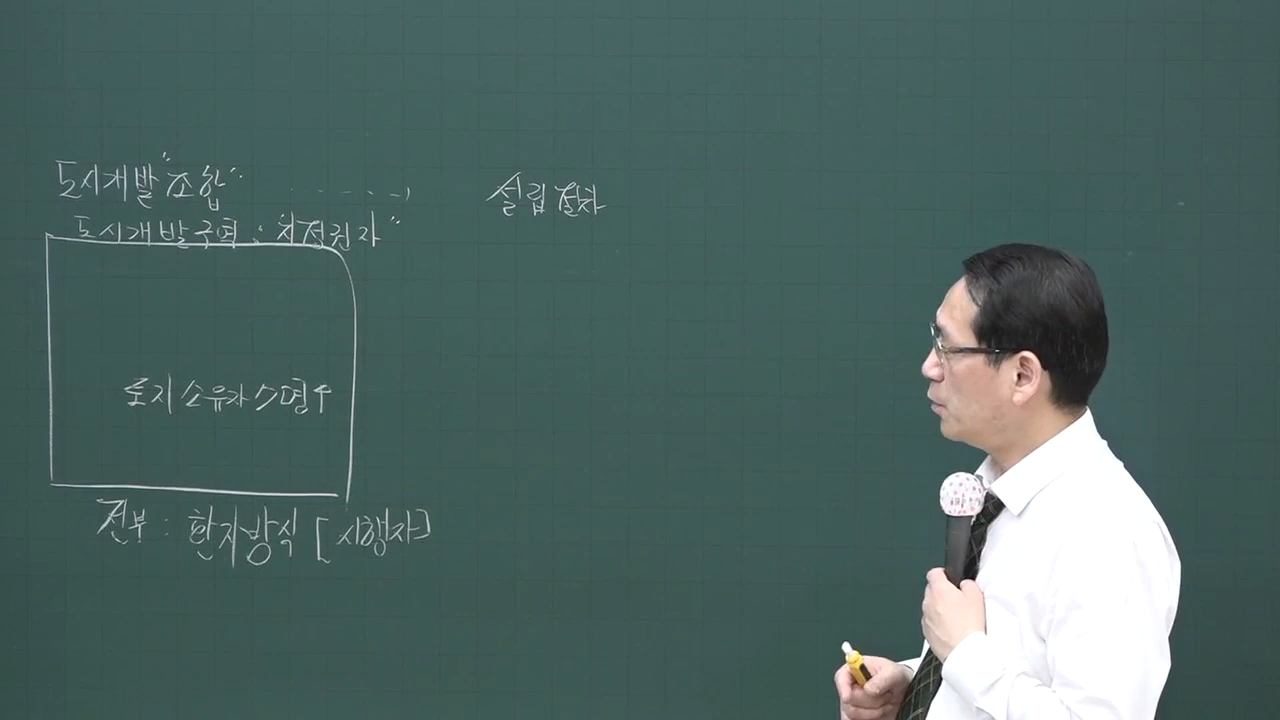 도시개발 "조합"
설립 절차
도시개발구역 : "지정권자"
토지소유자 7명↑
전부 : 환지방식 [시행자]